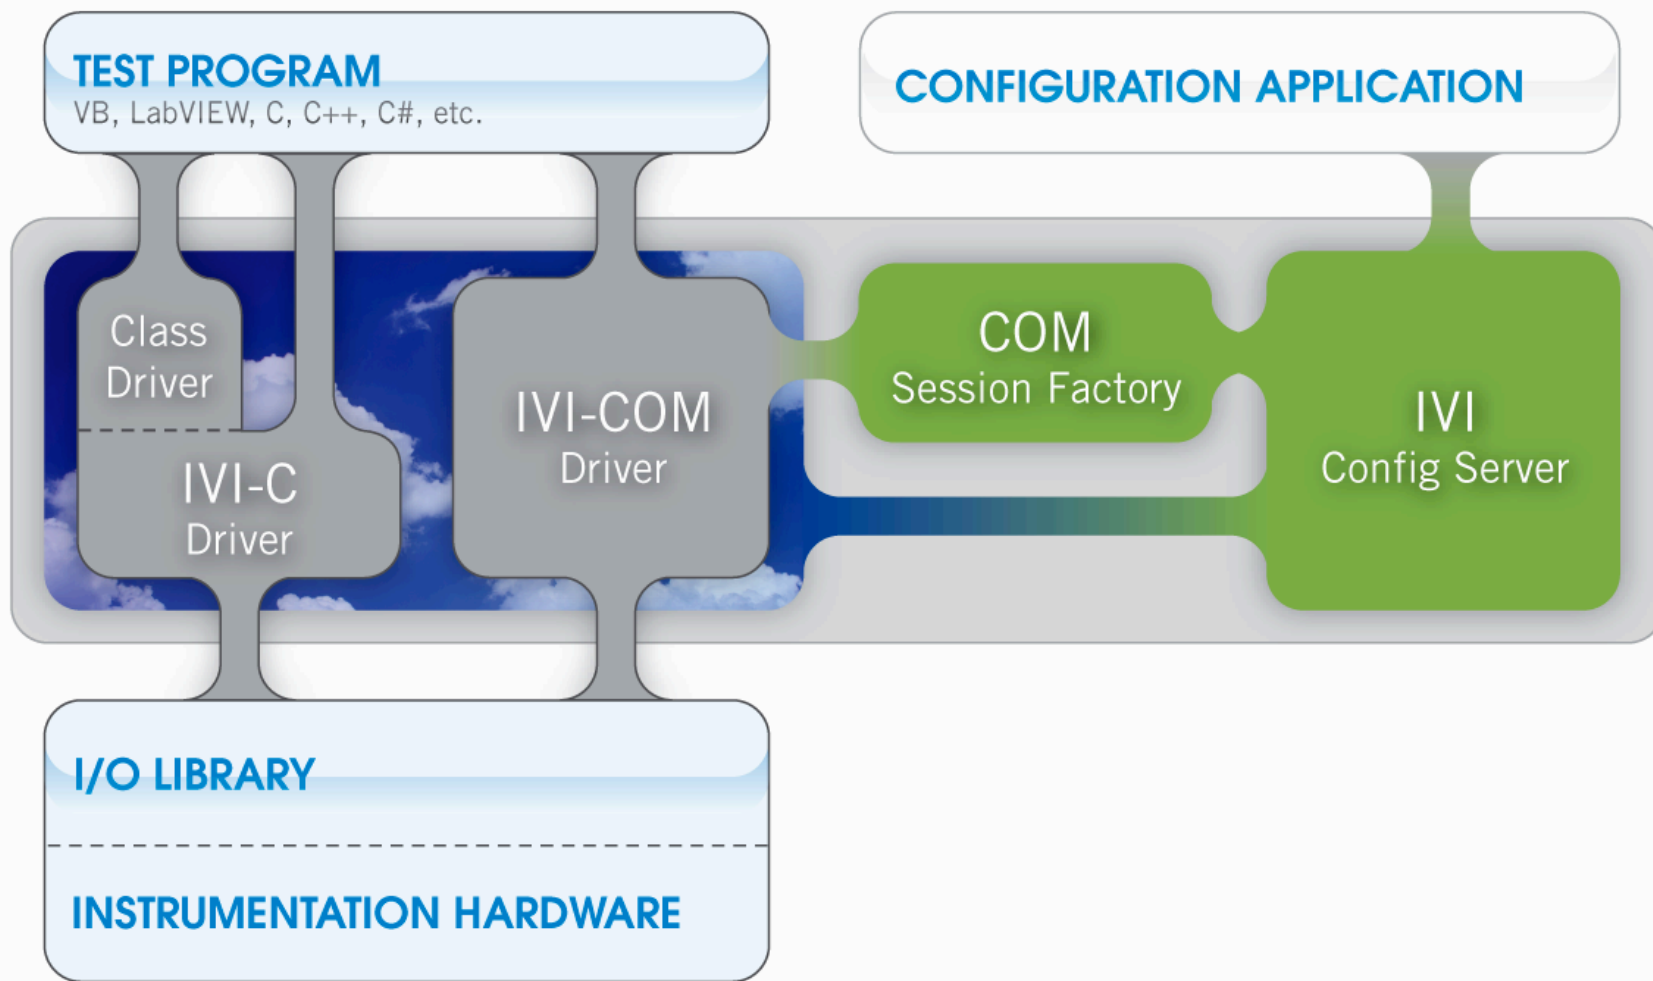 TEST PROGRAM
VB, LabVIEW, C, C++, C#, etc.
CONFIGURATION APPLICATION
Class
Driver
IVI-C
Driver
IVI-COM
Driver
COM
Session Factory
IVI
Config Server
I/O LIBRARY
INSTRUMENTATION HARDWARE